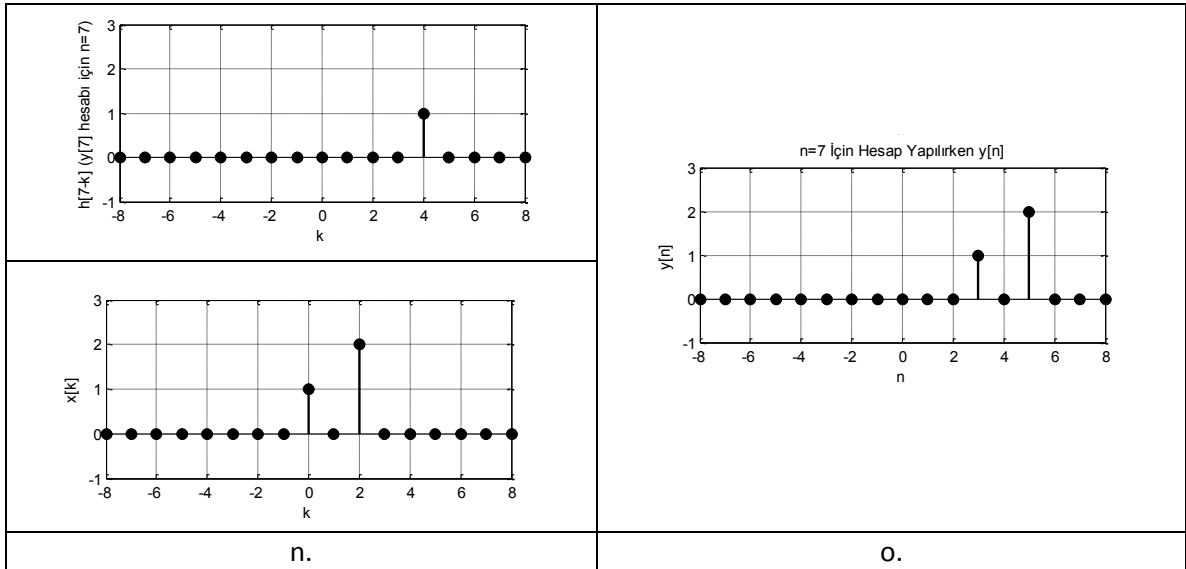 h[7-k] (y[7] hesabı için n=7)
3
2
1
0
-1
-8 -6 -4 -2 0 2 4 6 8
k
x[k]
3
2
1
0
-1
-8 -6 -4 -2 0 2 4 6 8
k
n.
n=7 İçin Hesap Yapılırken y[n]
y[n]
3
2
1
0
-1
-8 -6 -4 -2 0 2 4 6 8
n
o.